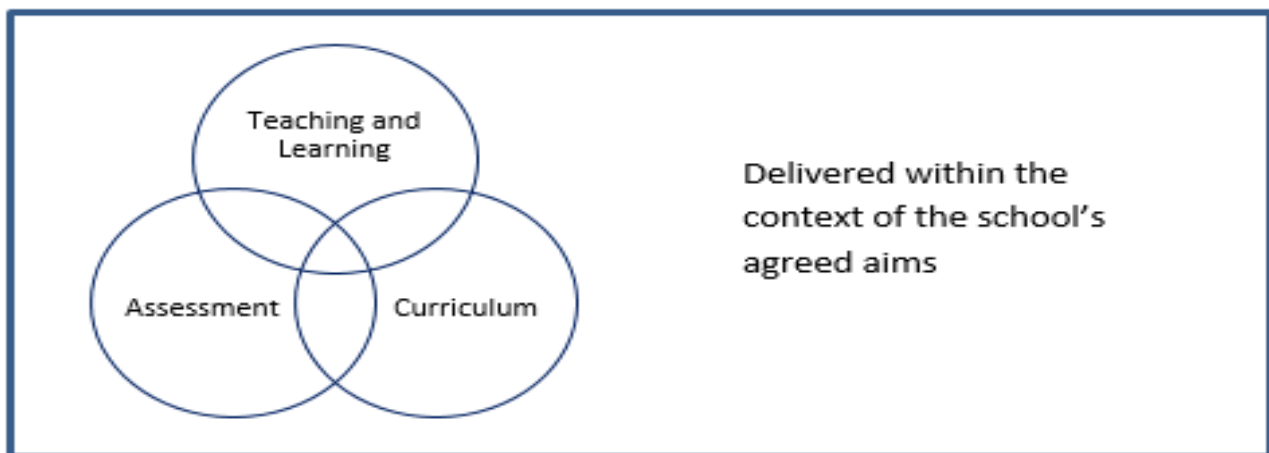 Teaching and
Learning
Assessment
Curriculum
Delivered within the
context of the school’s
agreed aims